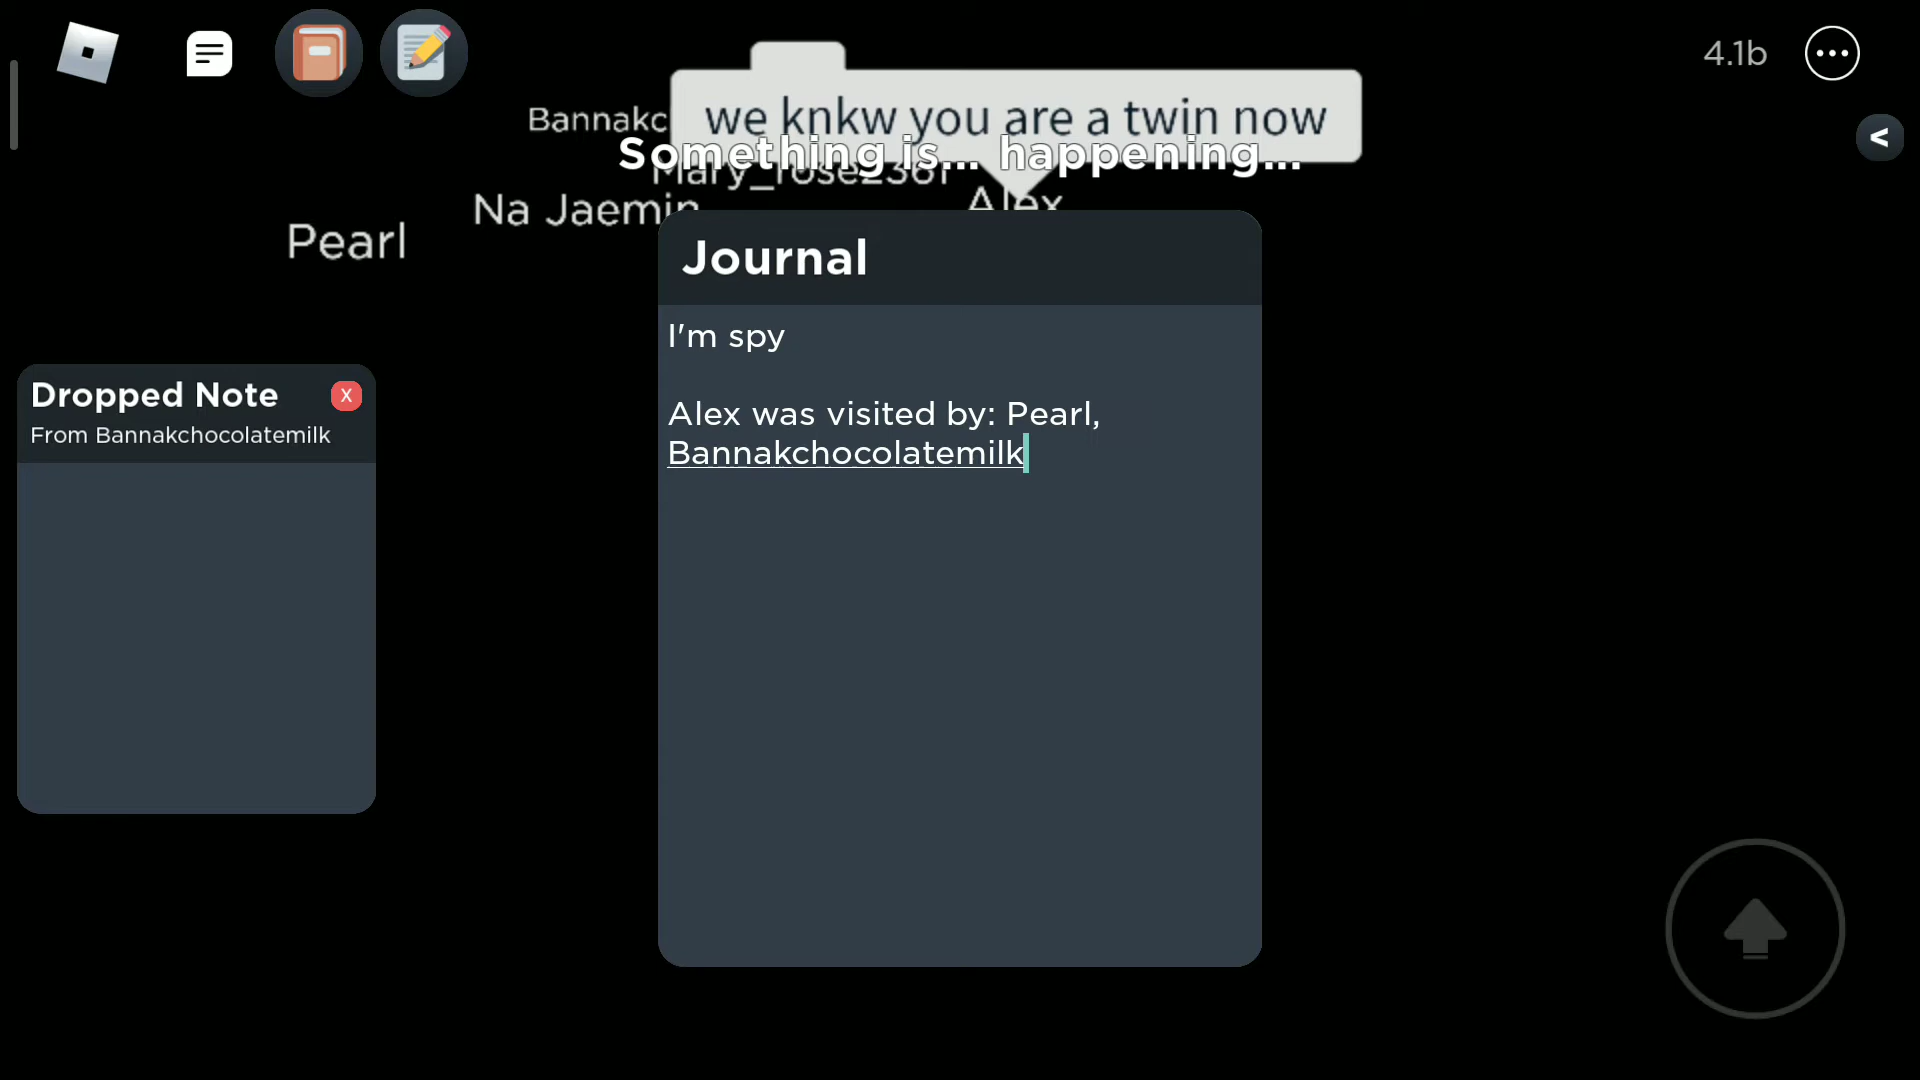 4.1b
we knkw you are a twin now
Bannakc
Something is... happening...
Mary_rose2361
Alex
Na Jaemin
Pearl
<
Journal
I'm spy
Alex was visited by: Pearl,
Bannakchocolatemilk
Dropped Note
X
From Bannakchocolatemilk